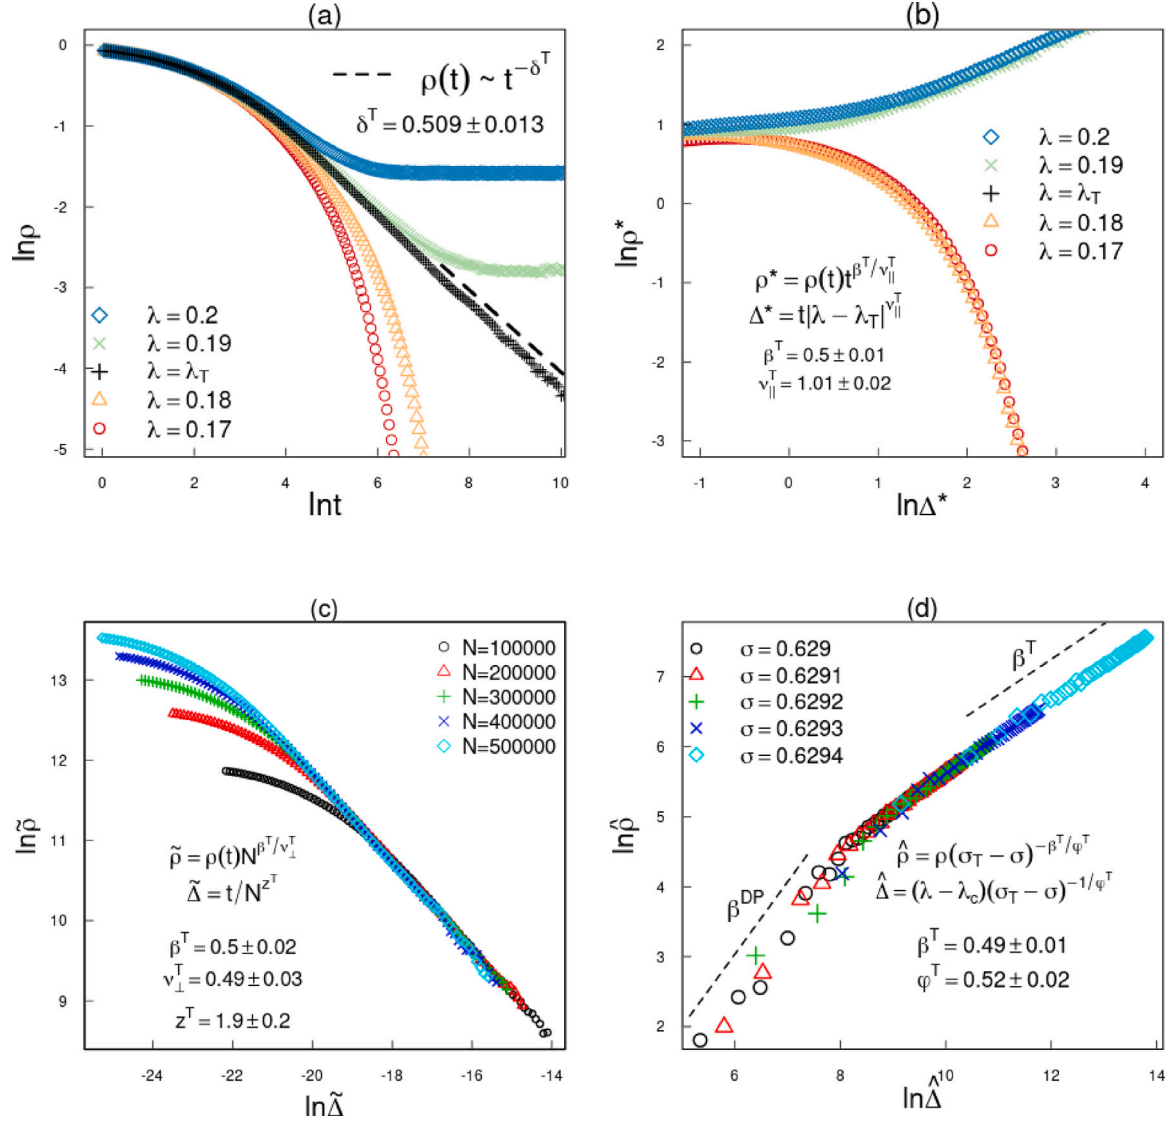 (a)
0
-1
-2
-3
-4
-5
lnρ
ρ(t) ~ t^{-δ^T}
δ^T = 0.509 ± 0.013
λ = 0.2
λ = 0.19
λ = λ_T
λ = 0.18
λ = 0.17
0 2 4 6 8 10
lnt
(b)
2
1
0
-1
-2
-3
lnρ*
λ = 0.2
λ = 0.19
λ = λ_T
λ = 0.18
λ = 0.17
ρ* = ρ(t)t^{β^T/ν_∥^T}
Δ* = t|λ − λ_T|^{ν_∥^T}
β^T = 0.5 ± 0.01
ν_∥^T = 1.01 ± 0.02
-1 0 1 2 3 4
lnΔ*
(c)
13
12
11
10
9
lnρ̃
N=100000
N=200000
N=300000
N=400000
N=500000
ρ̃ = ρ(t)N^{β^T/ν_⊥^T}
Δ̃ = t/N^{z^T}
β^T = 0.5 ± 0.02
ν_⊥^T = 0.49 ± 0.03
z^T = 1.9 ± 0.2
-24 -22 -20 -18 -16 -14
lnΔ̃
(d)
7
6
5
4
3
2
lnρ̂
σ = 0.629
σ = 0.6291
σ = 0.6292
σ = 0.6293
σ = 0.6294
β^T
β^{DP}
ρ̂ = ρ(σ_T − σ)^{−β^T/φ^T}
Δ̂ = (λ − λ_c)(σ_T − σ)^{−1/φ^T}
β^T = 0.49 ± 0.01
φ^T = 0.52 ± 0.02
6 8 10 12 14
lnΔ̂